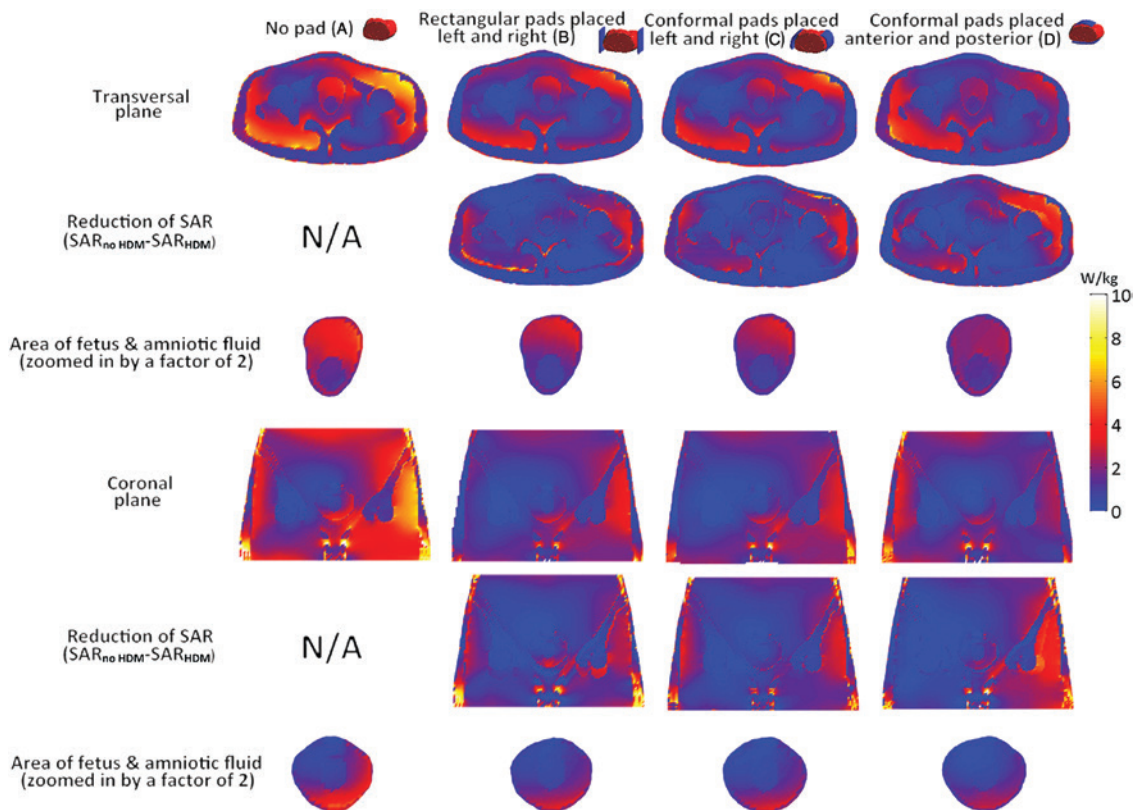 No pad (A)
Rectangular pads placed
left and right (B)
Conformal pads placed
left and right (C)
Conformal pads placed
anterior and posterior (D)
Transversal
plane
Reduction of SAR
(SARno HDM-SARHDM)
N/A
W/kg
10
8
6
4
2
0
Area of fetus & amniotic fluid
(zoomed in by a factor of 2)
Coronal
plane
Reduction of SAR
(SARno HDM-SARHDM)
N/A
Area of fetus & amniotic fluid
(zoomed in by a factor of 2)